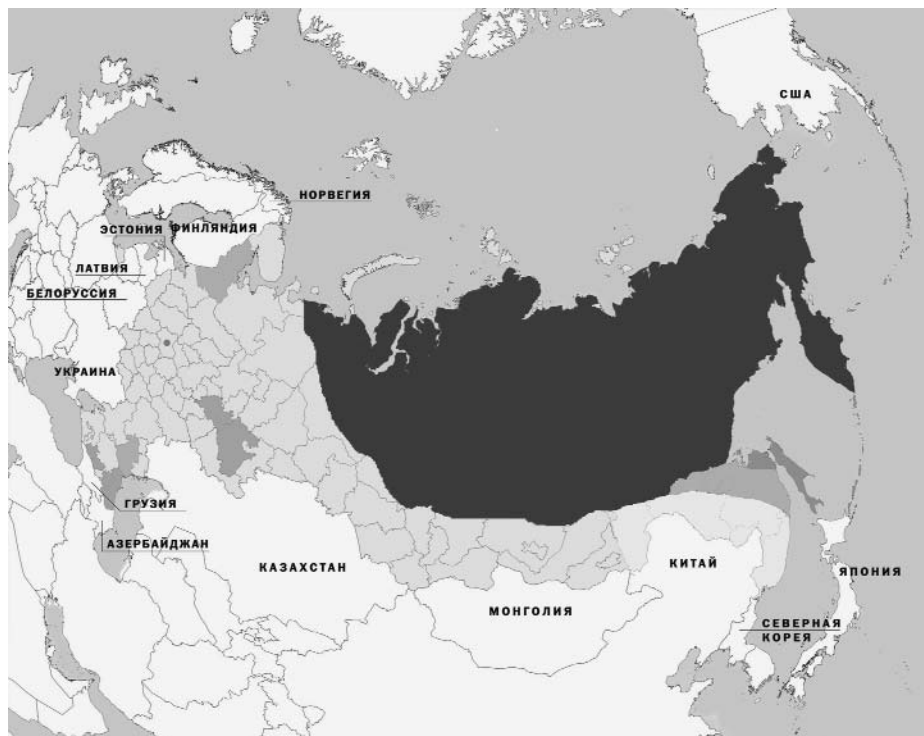 США
НОРВЕГИЯ
ЭСТОНИЯ
ФИНЛЯНДИЯ
ЛАТВИЯ
БЕЛОРУССИЯ
УКРАИНА
ГРУЗИЯ
АЗЕРБАЙДЖАН
КАЗАХСТАН
КИТАЙ
ЯПОНИЯ
МОНГОЛИЯ
СЕВЕРНАЯ
КОРЕЯ